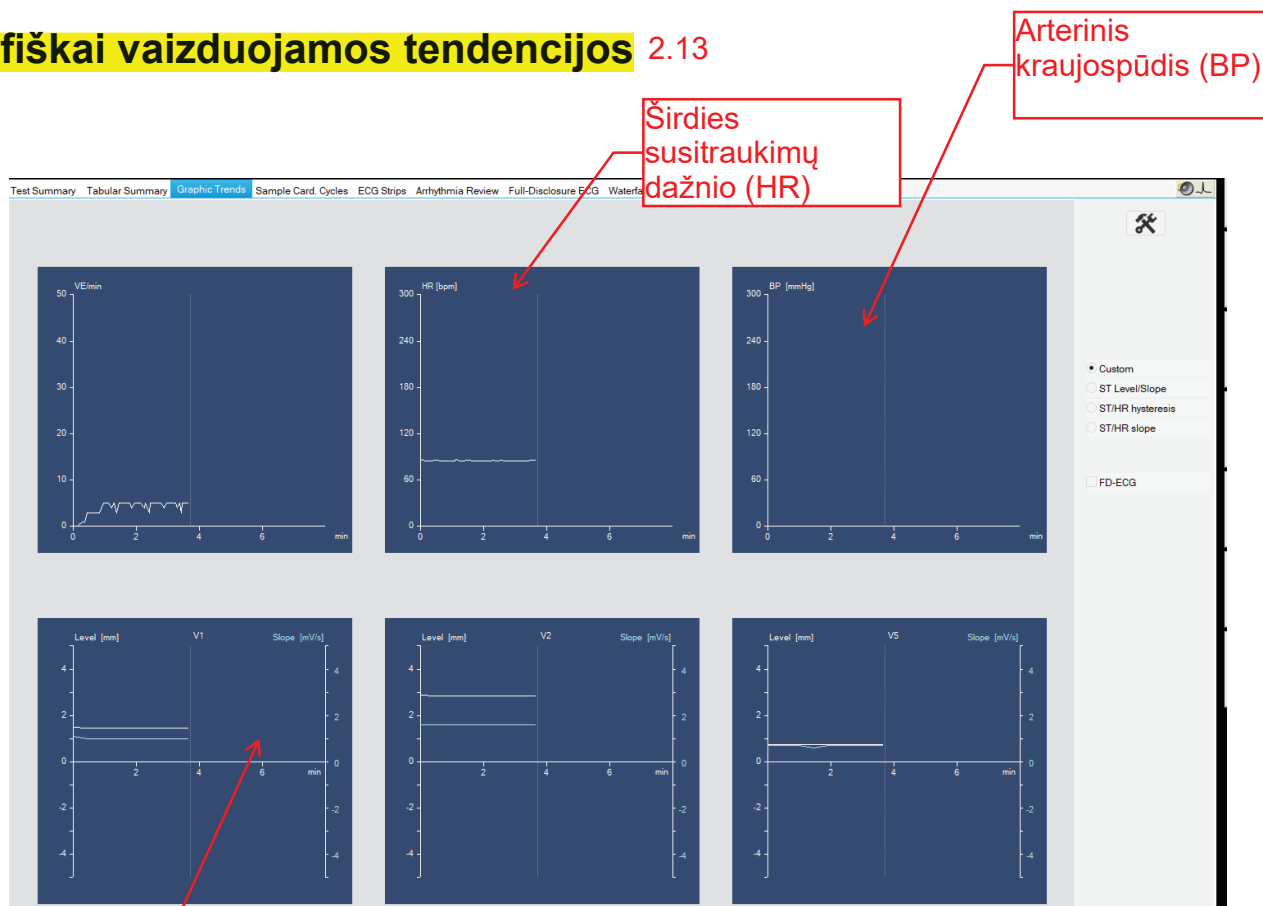 fiškai vaizduojamos tendencijos 2.13
Arterinis
kraujospūdis (BP)
Širdies
susitraukimų
dažnio (HR)
Test Summary Tabular Summary Graphic Trends Sample Card. Cycles ECG Strips Arrhythmia Review Full-Disclosure ECG
VE/min
50
40
30
20
10
0
0 2 4 6 min
HR [bpm]
300
240
180
120
60
0
0 2 4 6 min
BP [mmHg]
300
240
180
120
60
0
0 2 4 6 min
Custom
ST Level/Slope
ST/HR hysteresis
ST/HR slope
FD-ECG
Level [mm] V1 Slope [mV/s]
4 4
2 2
0 0
2 4 6 min
-2 -2
-4 -4
Level [mm] V2 Slope [mV/s]
4 4
2 2
0 0
2 4 6 min
-2 -2
-4 -4
Level [mm] V5 Slope [mV/s]
4 4
2 2
0 0
2 4 6 min
-2 -2
-4 -4